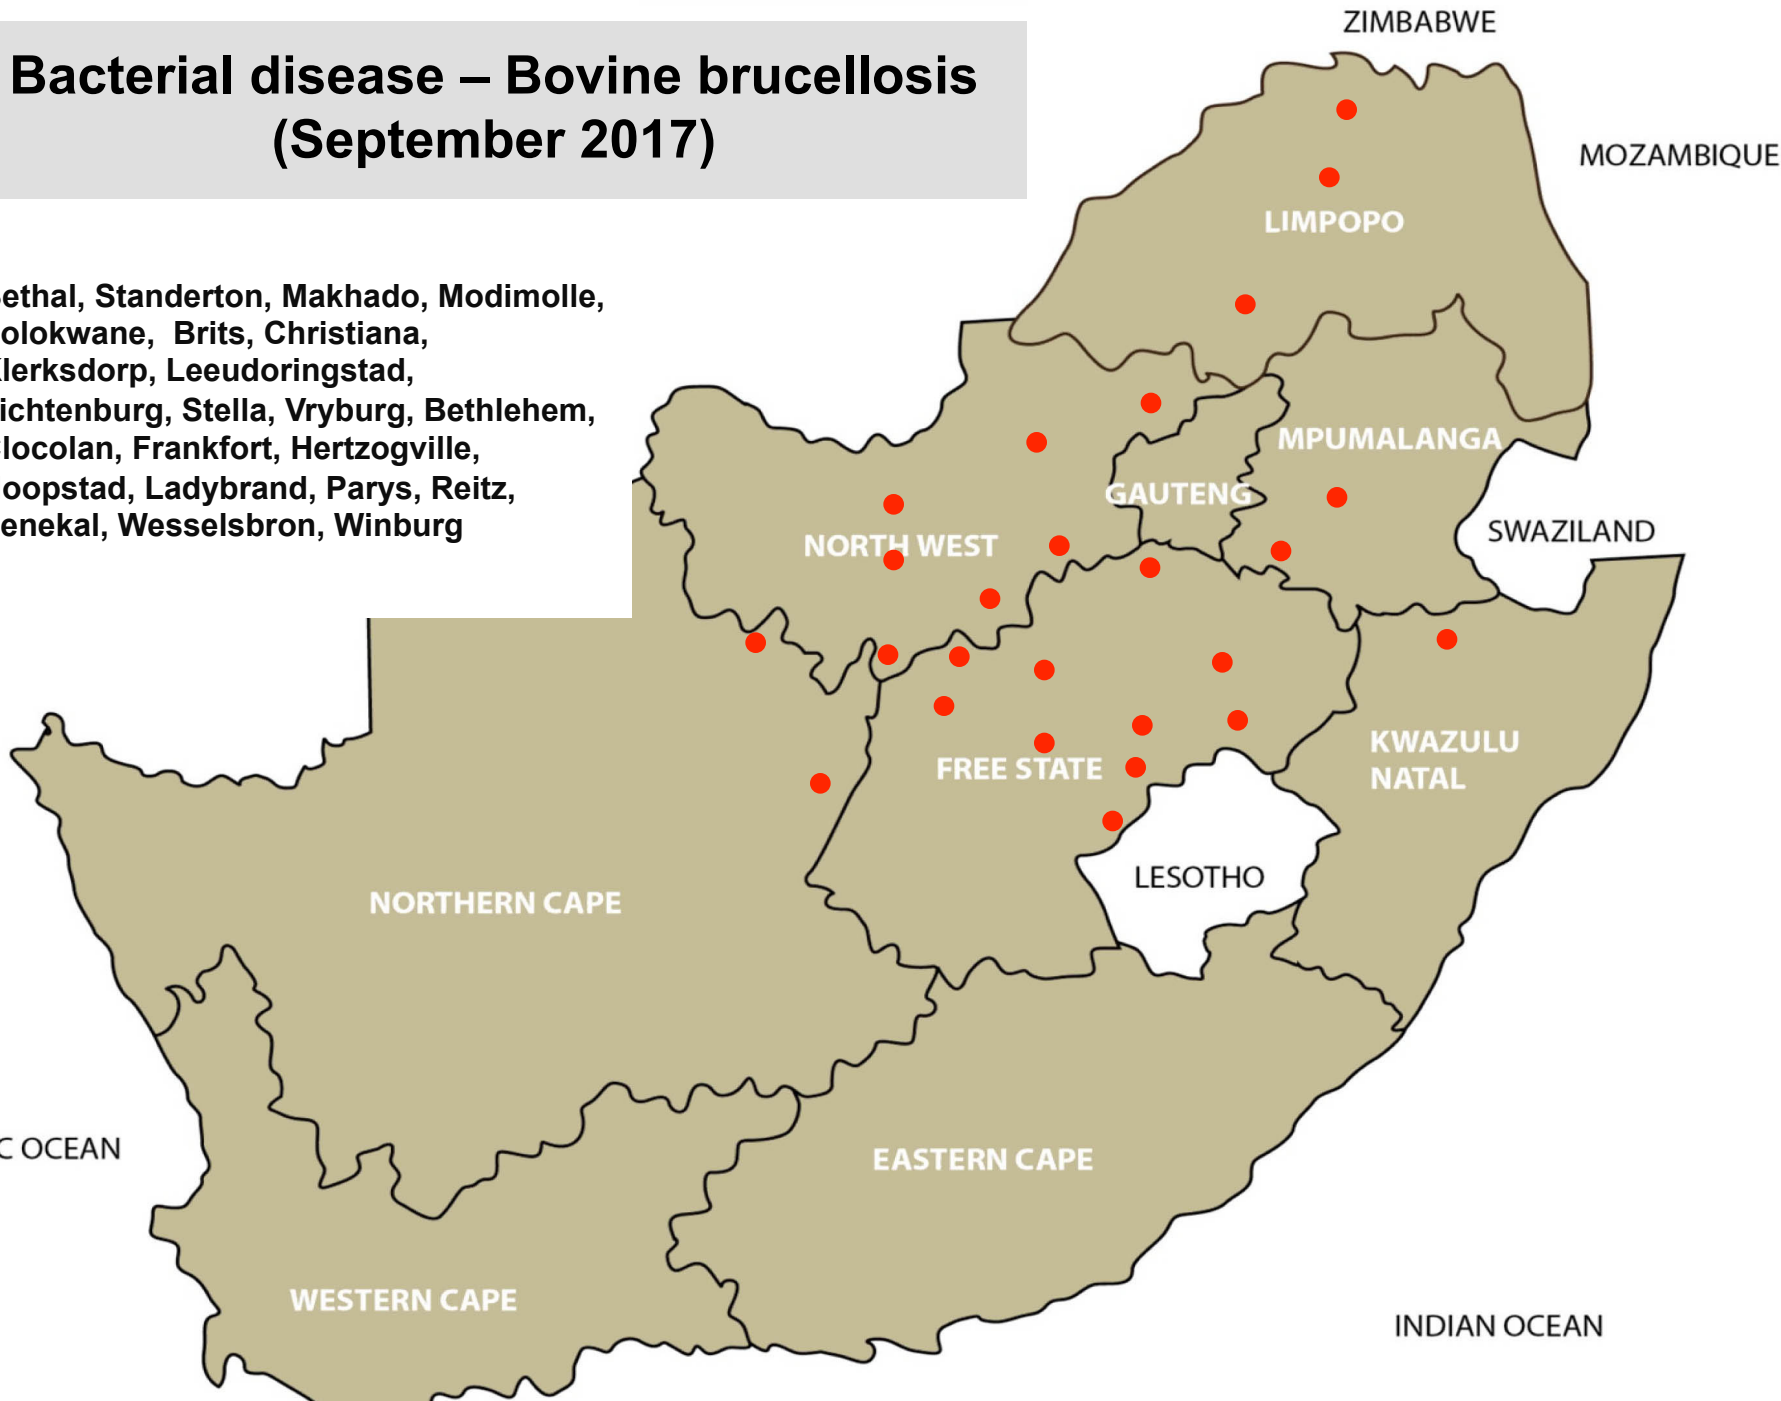 ZIMBABWE
Bacterial disease – Bovine brucellosis
(September 2017)
MOZAMBIQUE
LIMPOPO
ethal, Standerton, Makhado, Modimolle,
olokwane, Brits, Christiana,
lerksdorp, Leeudoringstad,
ichtenburg, Stella, Vryburg, Bethlehem,
locolan, Frankfort, Hertzogville,
oopstad, Ladybrand, Parys, Reitz,
enekal, Wesselsbron, Winburg
MPUMALANGA
GAUTENG
SWAZILAND
NORTH WEST
KWAZULU
NATAL
FREE STATE
LESOTHO
NORTHERN CAPE
C OCEAN
EASTERN CAPE
WESTERN CAPE
INDIAN OCEAN